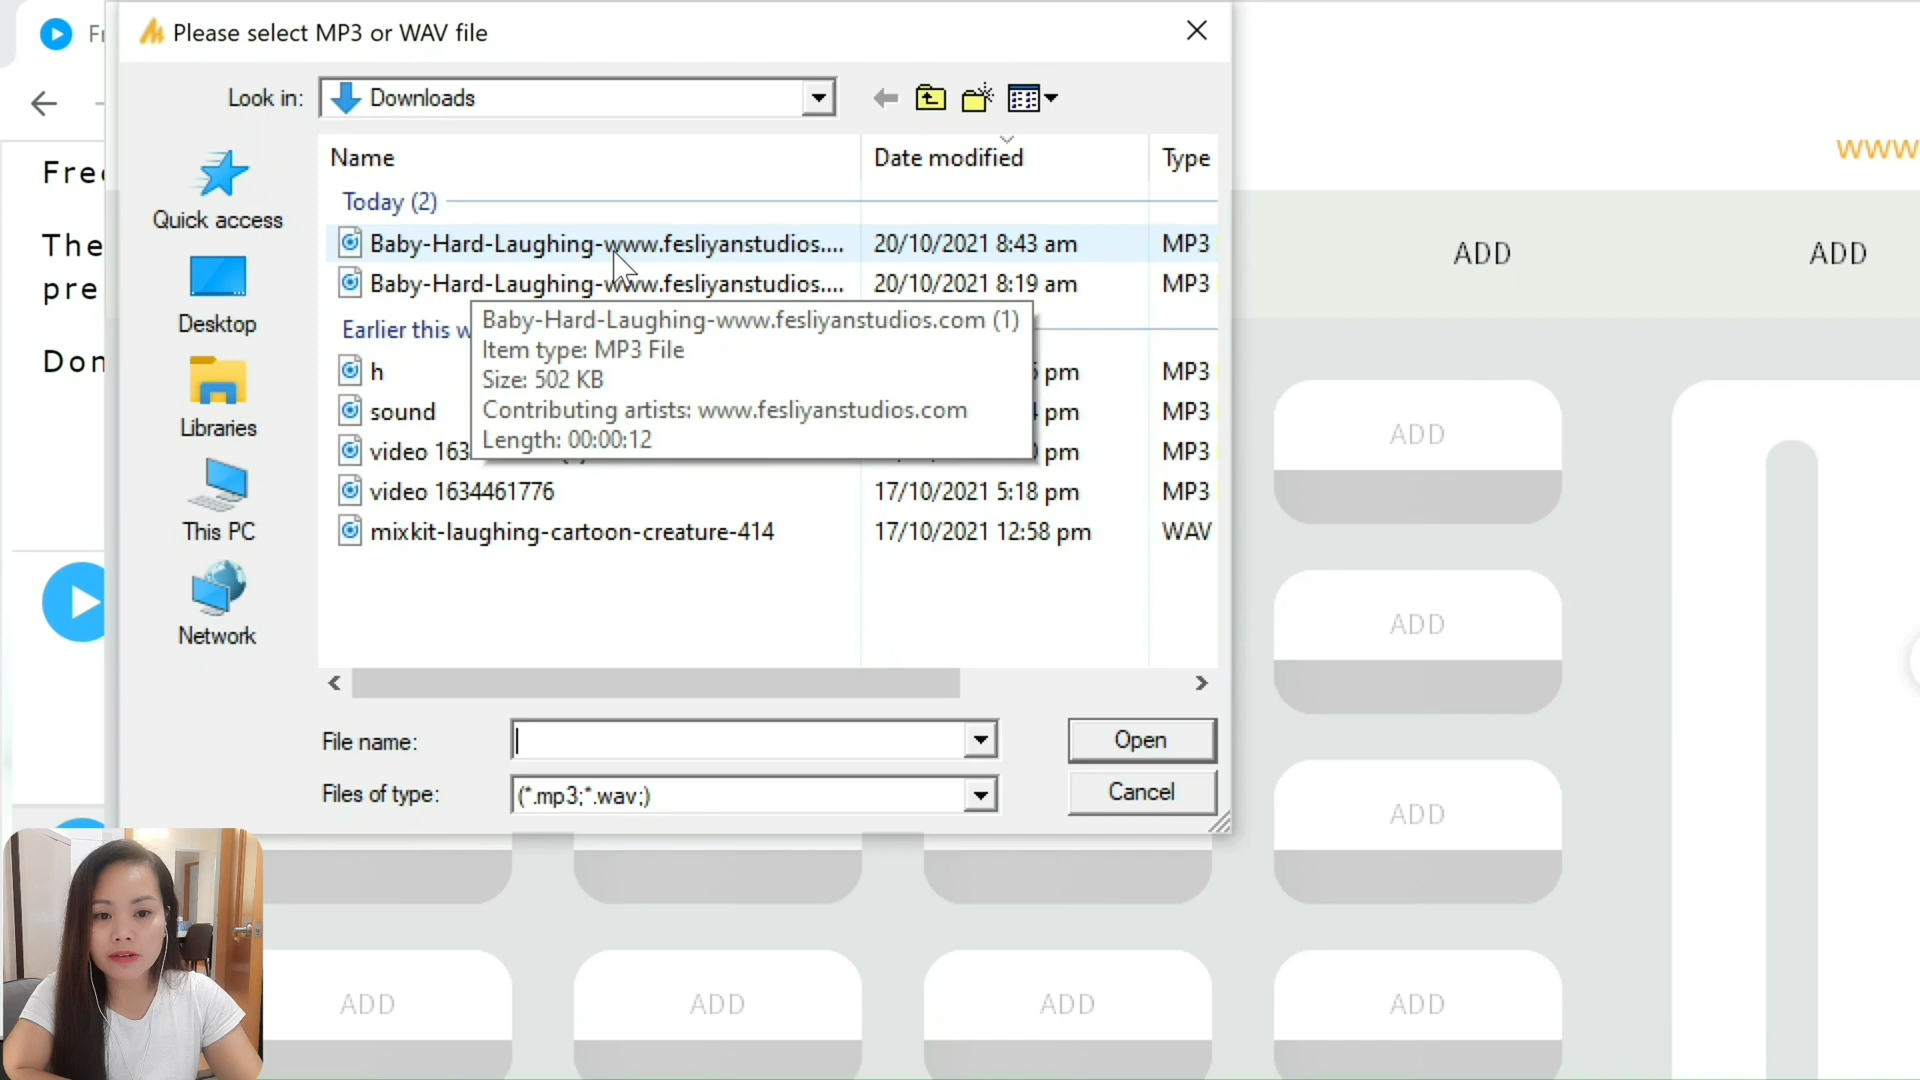 Please select MP3 or WAV file
Look in:
Downloads
Name
Date modified
Type
Today (2)
Baby-Hard-Laughing-www.fesliyanstudios....
20/10/2021 8:43 am
MP3
Baby-Hard-Laughing-www.fesliyanstudios....
20/10/2021 8:19 am
MP3
Earlier this w
Baby-Hard-Laughing-www.fesliyanstudios.com (1)
Item type: MP3 File
Size: 502 KB
Contributing artists: www.fesliyanstudios.com
Length: 00:00:12
h
pm
MP3
sound
pm
MP3
video 163
pm
MP3
video 1634461776
17/10/2021 5:18 pm
MP3
mixkit-laughing-cartoon-creature-414
17/10/2021 12:58 pm
WAV
Quick access
Desktop
Libraries
This PC
Network
File name:
Open
Files of type:
(*.mp3;*.wav;)
Cancel
Fr
Free
The
pre
Don
www
ADD
ADD
ADD
ADD
ADD
ADD
ADD
ADD
ADD